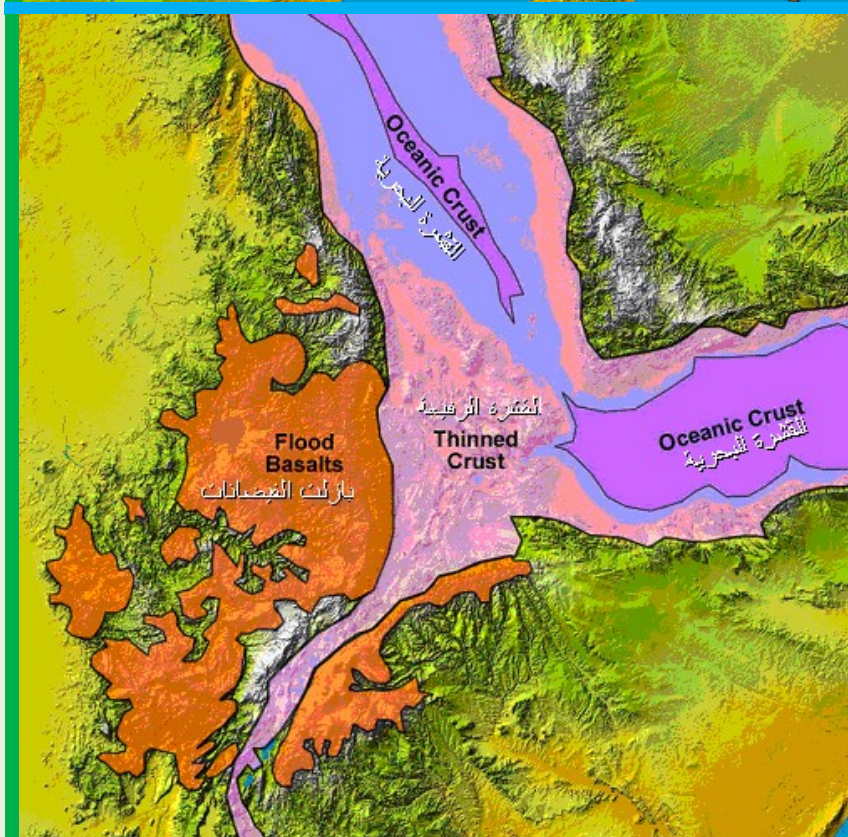 Oceanic Crust
القشرة البحرية
القشرة الرقيقة
Thinned
Crust
Oceanic Crust
القشرة البحرية
Flood
Basalts
بازلت الفيضانات